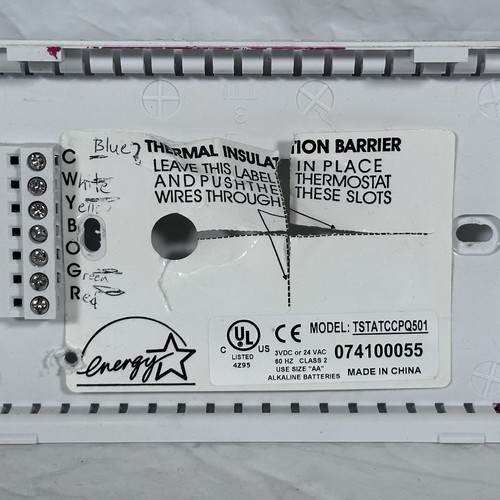 Blue?
C
White
W
Yellow
Y
B
O
Green
G
Red
R
THERMAL INSULATION BARRIER
LEAVE THIS LABEL IN PLACE
AND PUSH THE THERMOSTAT
WIRES THROUGH THESE SLOTS
energy
UL
C US
LISTED
4Z95
CE
MODEL: TSTATCCPQ501
3VDC or 24 VAC
60 HZ CLASS 2
USE SIZE "AA"
ALKALINE BATTERIES
074100055
MADE IN CHINA